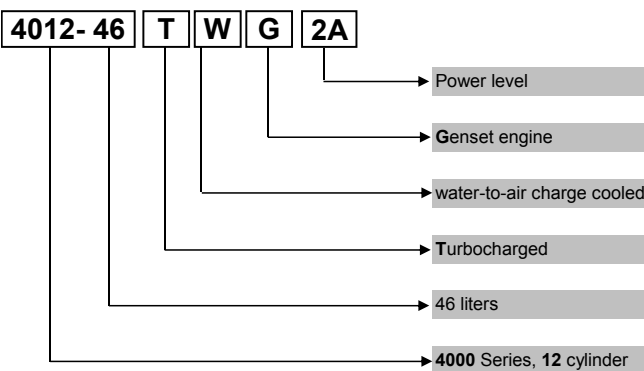 4012- 46 T W G 2A
Power level
Genset engine
water-to-air charge cooled
Turbocharged
46 liters
4000 Series, 12 cylinder